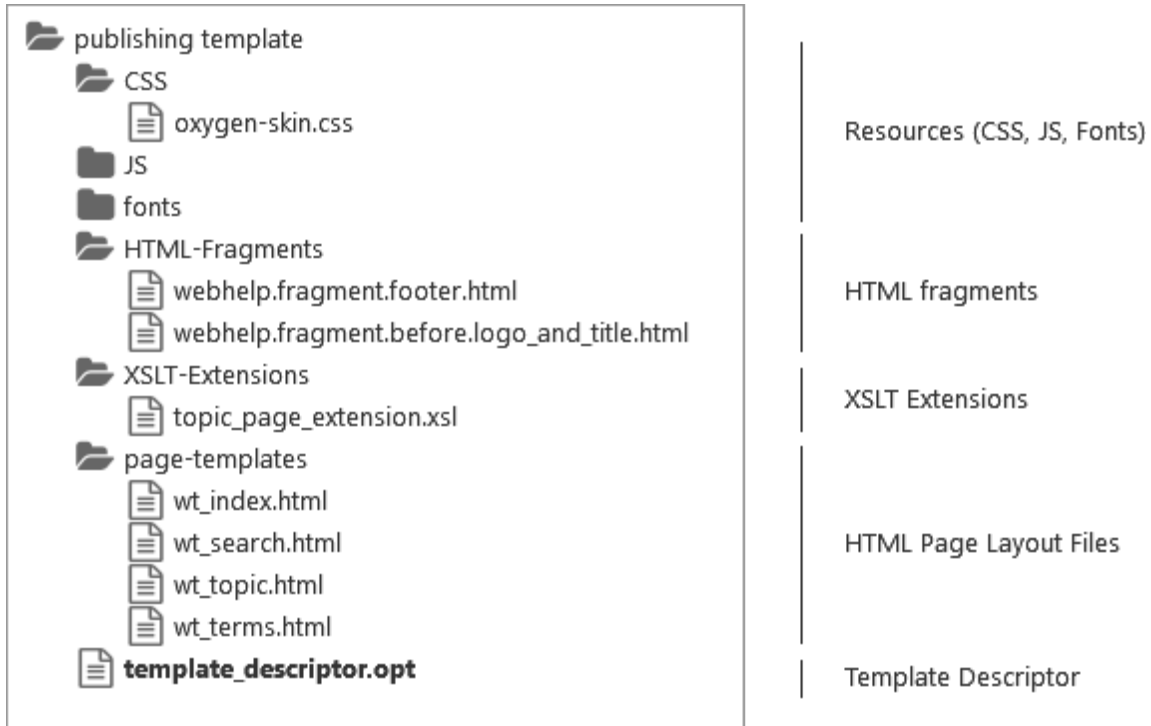 publishing template
CSS
oxygen-skin.css
JS
fonts
HTML-Fragments
webhelp.fragment.footer.html
webhelp.fragment.before.logo_and_title.html
XSLT-Extensions
topic_page_extension.xsl
page-templates
wt_index.html
wt_search.html
wt_topic.html
wt_terms.html
template_descriptor.opt
Resources (CSS, JS, Fonts)
HTML fragments
XSLT Extensions
HTML Page Layout Files
Template Descriptor